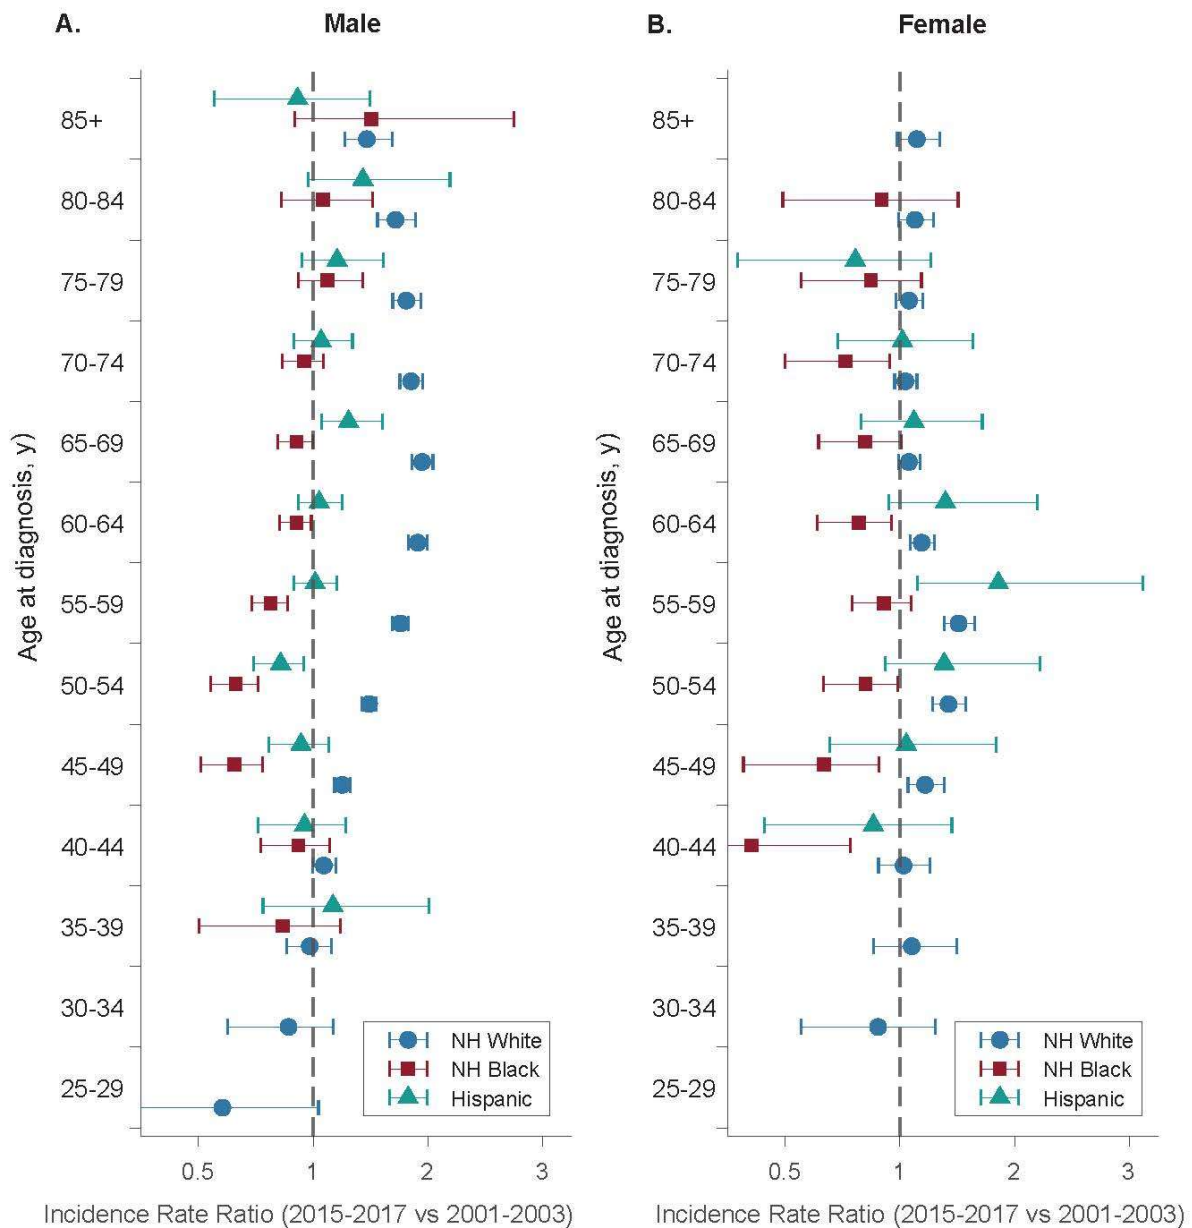 A. Male
Age at diagnosis, y)
85+
80-84
75-79
70-74
65-69
60-64
55-59
50-54
45-49
40-44
35-39
30-34
25-29
NH White
NH Black
Hispanic
0.5 1 2 3
Incidence Rate Ratio (2015-2017 vs 2001-2003)
B. Female
Age at diagnosis, y)
85+
80-84
75-79
70-74
65-69
60-64
55-59
50-54
45-49
40-44
35-39
30-34
25-29
NH White
NH Black
Hispanic
0.5 1 2 3
Incidence Rate Ratio (2015-2017 vs 2001-2003)